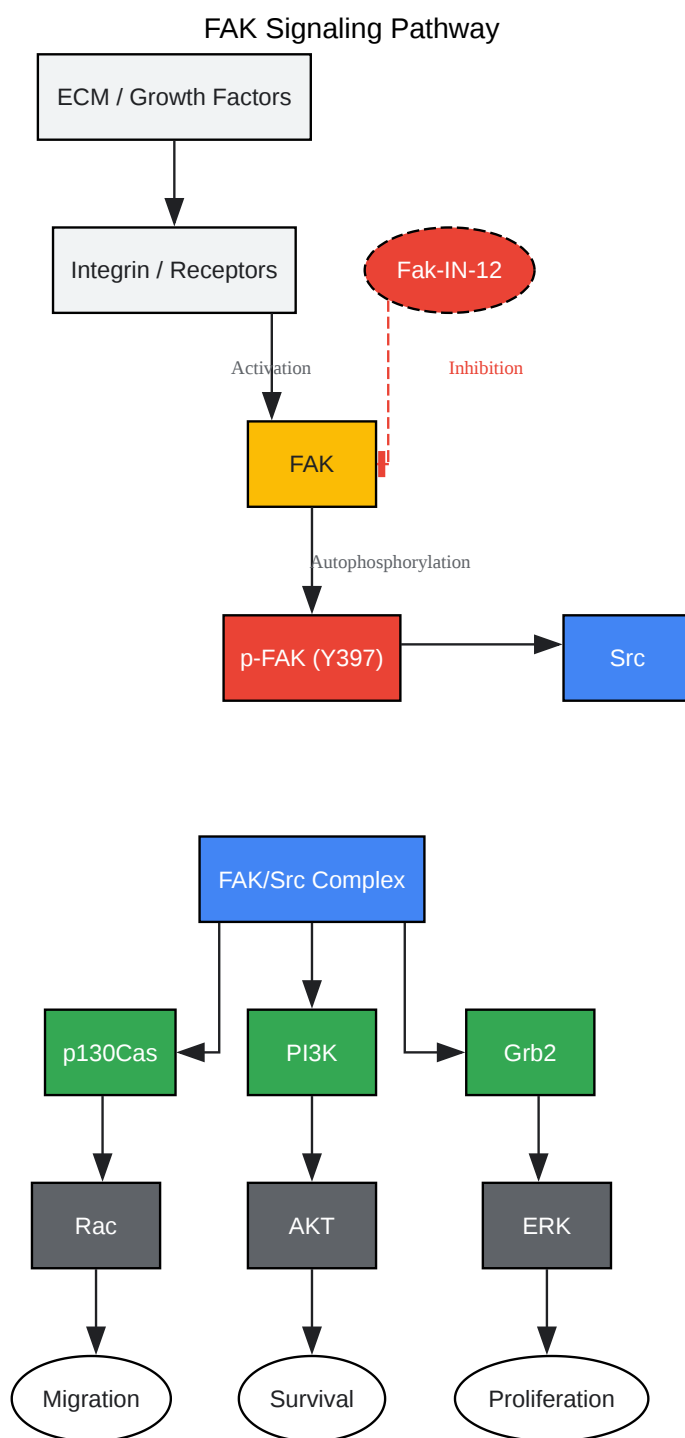 FAK Signaling Pathway
ECM / Growth Factors
Integrin / Receptors
Fak-IN-12
Activation
Inhibition
FAK
Autophosphorylation
p-FAK (Y397)
Src
FAK/Src Complex
p130Cas
PI3K
Grb2
Rac
AKT
ERK
Migration
Survival
Proliferation